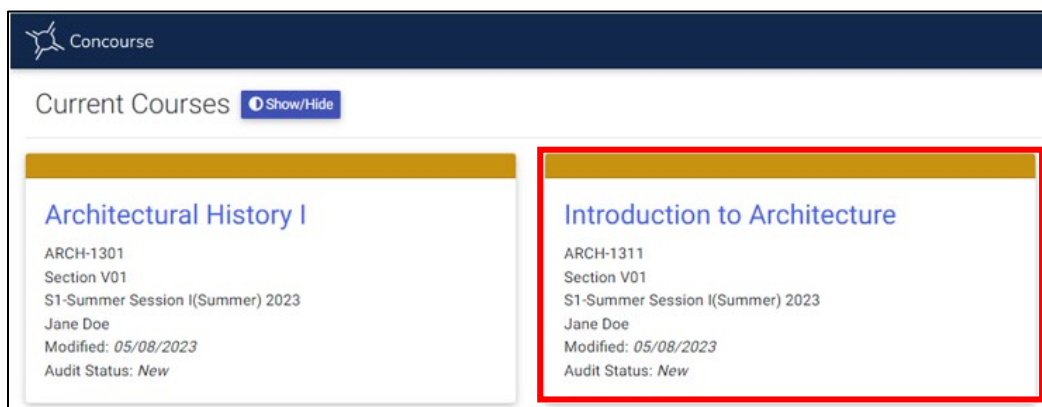 Concourse
Current Courses Show/Hide
Architectural History I
ARCH-1301
Section V01
S1-Summer Session I(Summer) 2023
Jane Doe
Modified: 05/08/2023
Audit Status: New
Introduction to Architecture
ARCH-1311
Section V01
S1-Summer Session I(Summer) 2023
Jane Doe
Modified: 05/08/2023
Audit Status: New